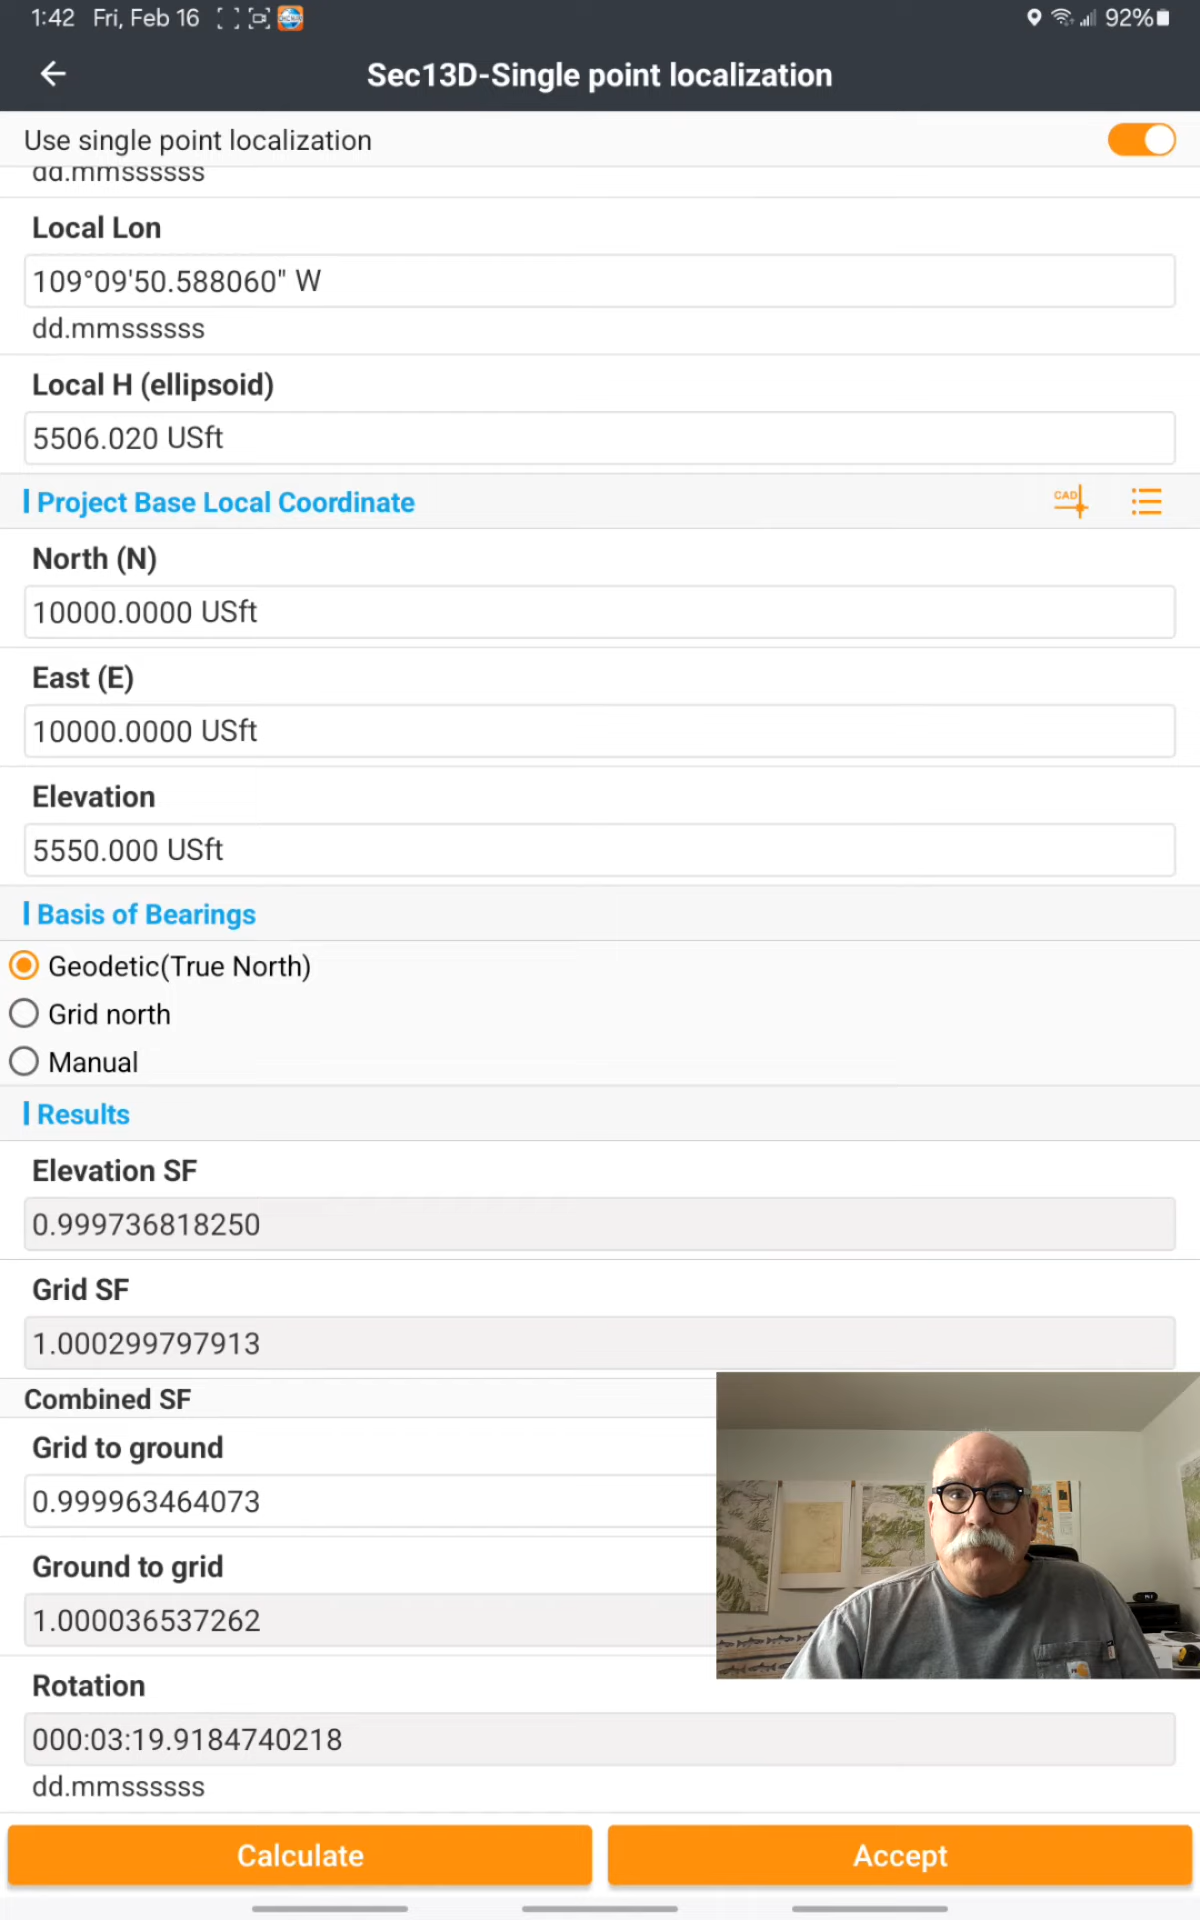 1:42 Fri, Feb 16 92%
Sec13D-Single point localization
Use single point localization
dd.mmssssss
Local Lon
109°09'50.588060" W
dd.mmssssss
Local H (ellipsoid)
5506.020 USft
Project Base Local Coordinate
CAD
North (N)
10000.0000 USft
East (E)
10000.0000 USft
Elevation
5550.000 USft
Basis of Bearings
Geodetic(True North)
Grid north
Manual
Results
Elevation SF
0.999736818250
Grid SF
1.000299797913
Combined SF
Grid to ground
0.999963464073
Ground to grid
1.000036537262
Rotation
000:03:19.9184740218
dd.mmssssss
Calculate Accept